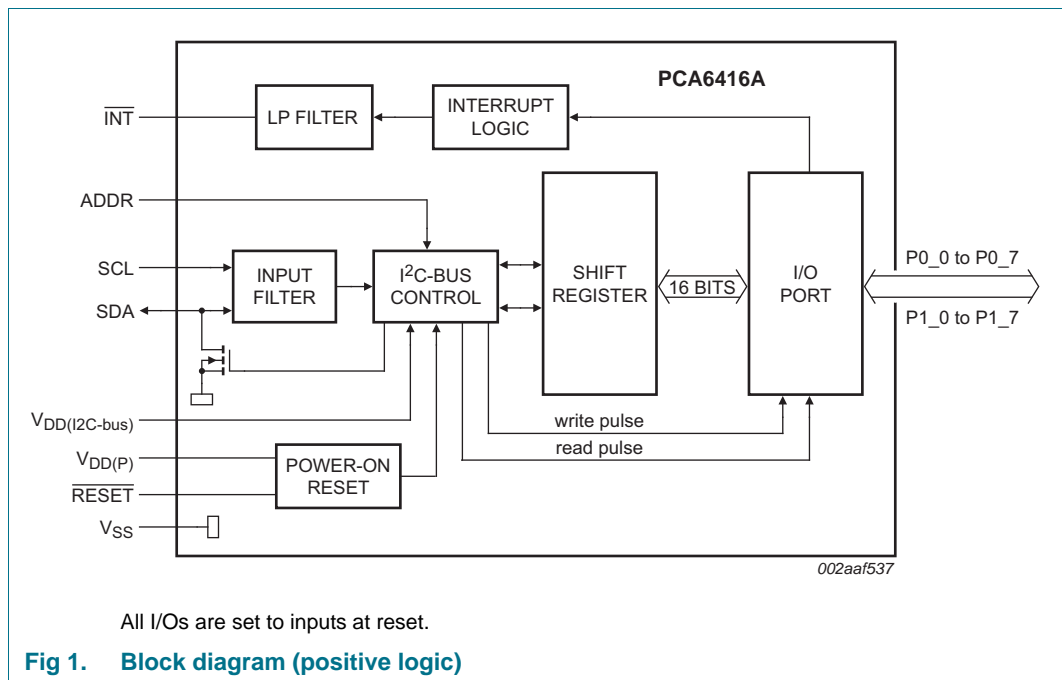 PCA6416A
INT
LP FILTER
INTERRUPT
LOGIC
ADDR
SCL
SDA
INPUT
FILTER
I2C-BUS
CONTROL
SHIFT
REGISTER
16 BITS
I/O
PORT
P0_0 to P0_7
P1_0 to P1_7
VDD(I2C-bus)
write pulse
read pulse
VDD(P)
RESET
POWER-ON
RESET
VSS
002aaf537
All I/Os are set to inputs at reset.
Fig 1. Block diagram (positive logic)